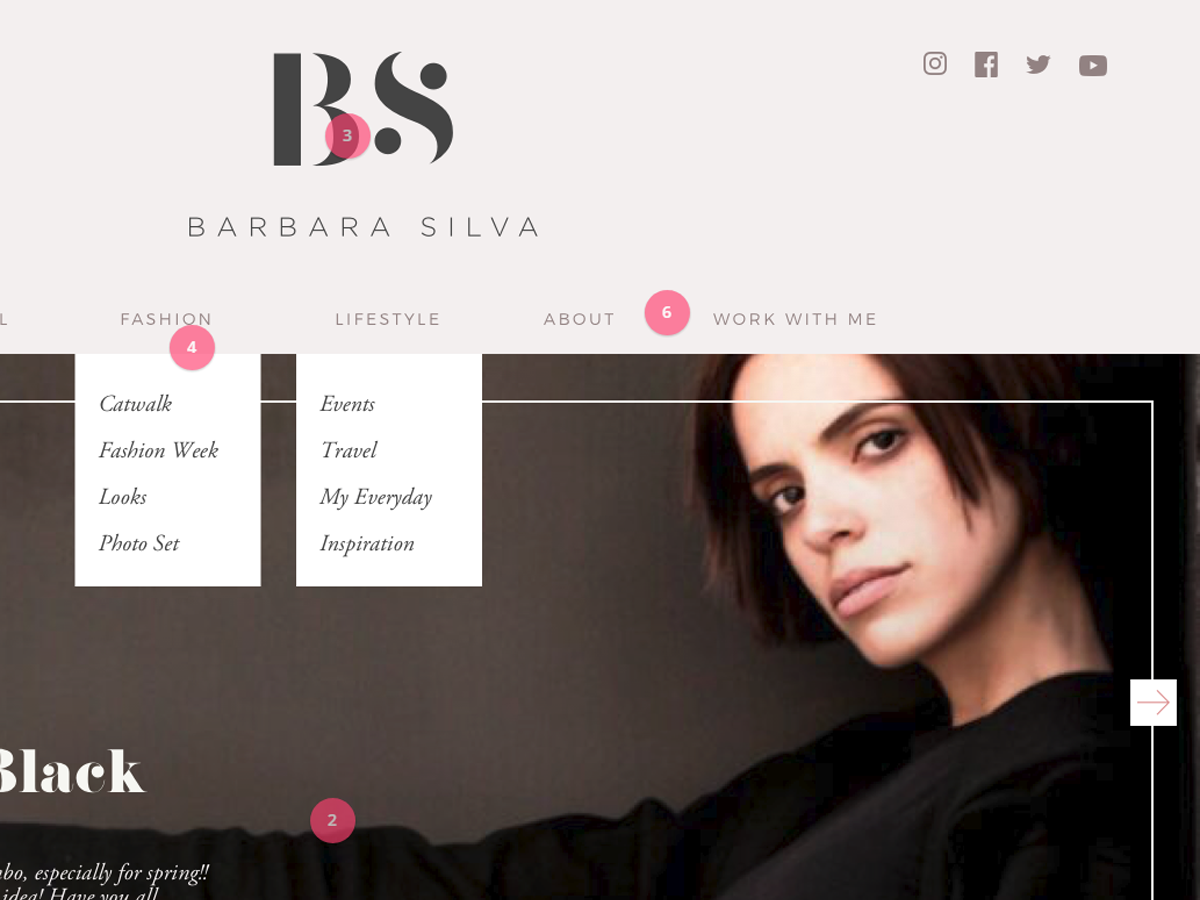 BS
3
BARBARA SILVA
L FASHION LIFESTYLE ABOUT 6 WORK WITH ME
4
Catwalk Events
Fashion Week Travel
Looks My Everyday
Photo Set Inspiration
Black
2
especially for spring!!
idea! Have you all